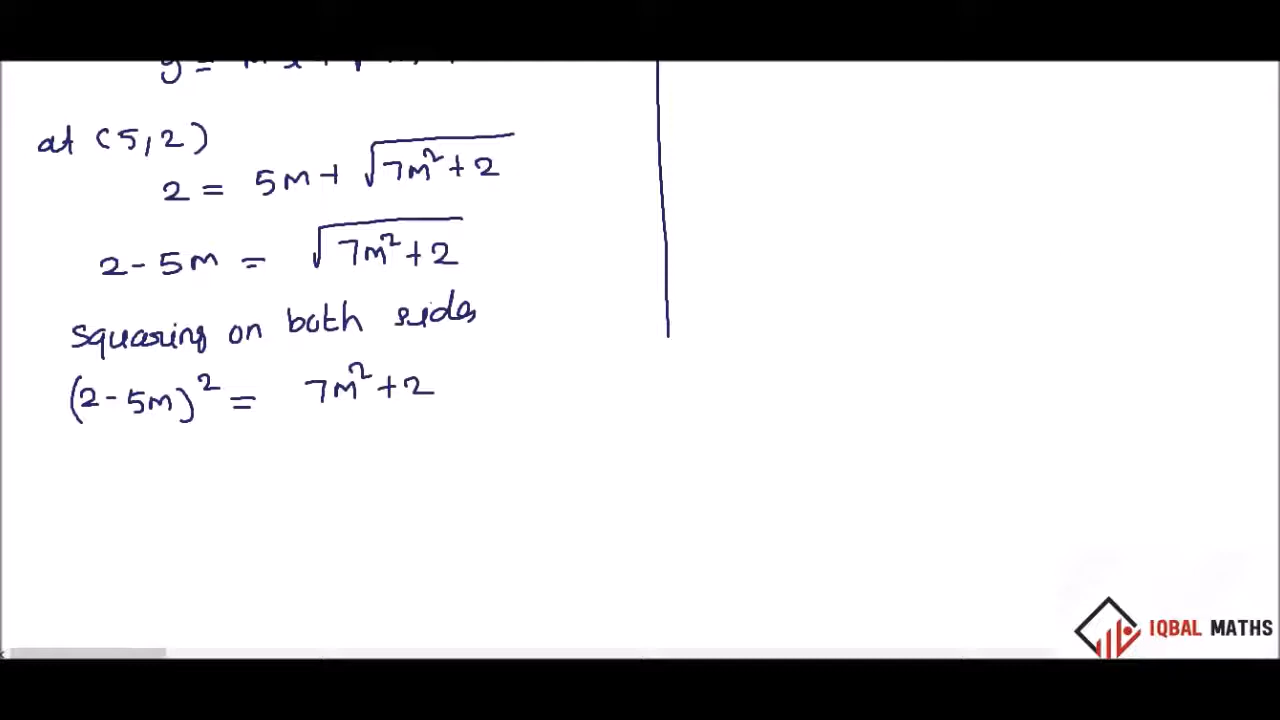 at (5,2)
2 = 5m + √7m² + 2
2 - 5m = √7m² + 2
squaring on both sides
(2 - 5m)² = 7m² + 2
IQBAL MATHS